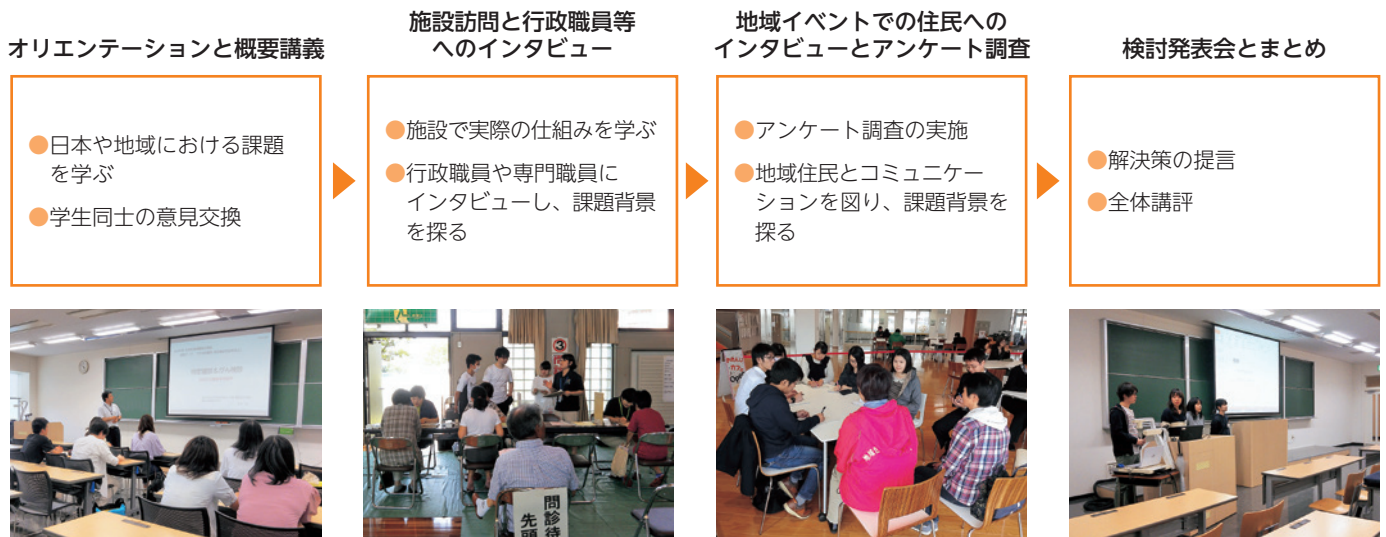 オリエンテーションと概要講義
●日本や地域における課題
を学ぶ
●学生同士の意見交換
施設訪問と行政職員等
へのインタビュー
●施設で実際の仕組みを学ぶ
●行政職員や専門職員に
インタビューし、課題背景
を探る
地域イベントでの住民への
インタビューとアンケート調査
●アンケート調査の実施
●地域住民とコミュニケー
ションを図り、課題背景を
探る
検討発表会とまとめ
●解決策の提言
●全体講評
問診待
先頭